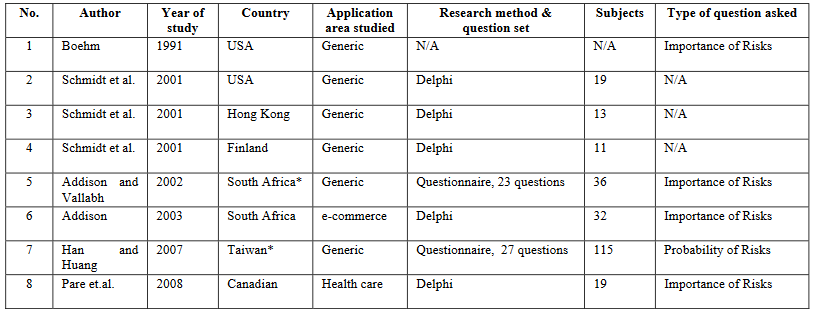 No. Author Year of study Country Application area studied Research method & question set Subjects Type of question asked
1 Boehm 1991 USA Generic N/A N/A Importance of Risks
2 Schmidt et al. 2001 USA Generic Delphi 19 N/A
3 Schmidt et al. 2001 Hong Kong Generic Delphi 13 N/A
4 Schmidt et al. 2001 Finland Generic Delphi 11 N/A
5 Addison and Vallabh 2002 South Africa* Generic Questionnaire, 23 questions 36 Importance of Risks
6 Addison 2003 South Africa e-commerce Delphi 32 Importance of Risks
7 Han and Huang 2007 Taiwan* Generic Questionnaire, 27 questions 115 Probability of Risks
8 Pare et.al. 2008 Canadian Health care Delphi 19 Importance of Risks